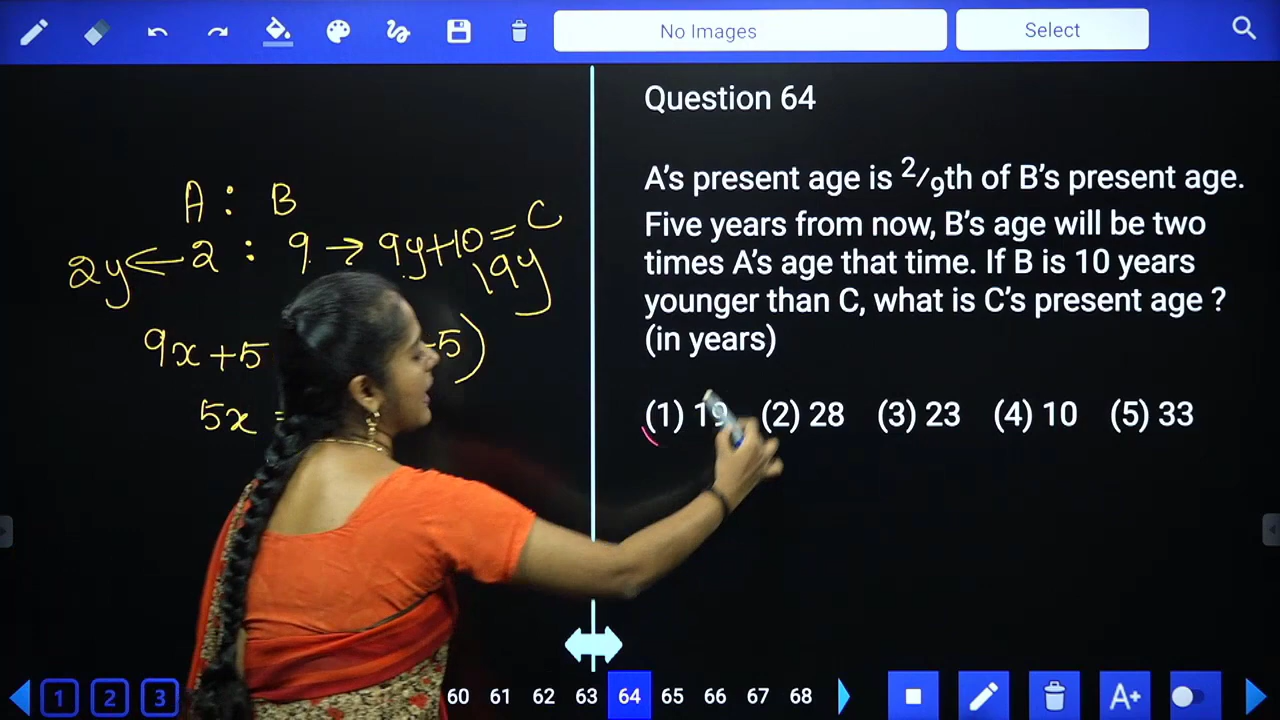 No Images
Select
A : B
2y ← 2 : 9 → 9y+10 = C
19y
9x+5 5)
5x =
Question 64
A's present age is 2/9th of B's present age.
Five years from now, B's age will be two
times A's age that time. If B is 10 years
younger than C, what is C's present age ?
(in years)
(1) 19 (2) 28 (3) 23 (4) 10 (5) 33
1 2 3 60 61 62 63 64 65 66 67 68 A+